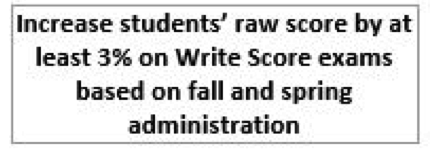 Increase students' raw score by at
least 3% on Write Score exams
based on fall and spring
administration